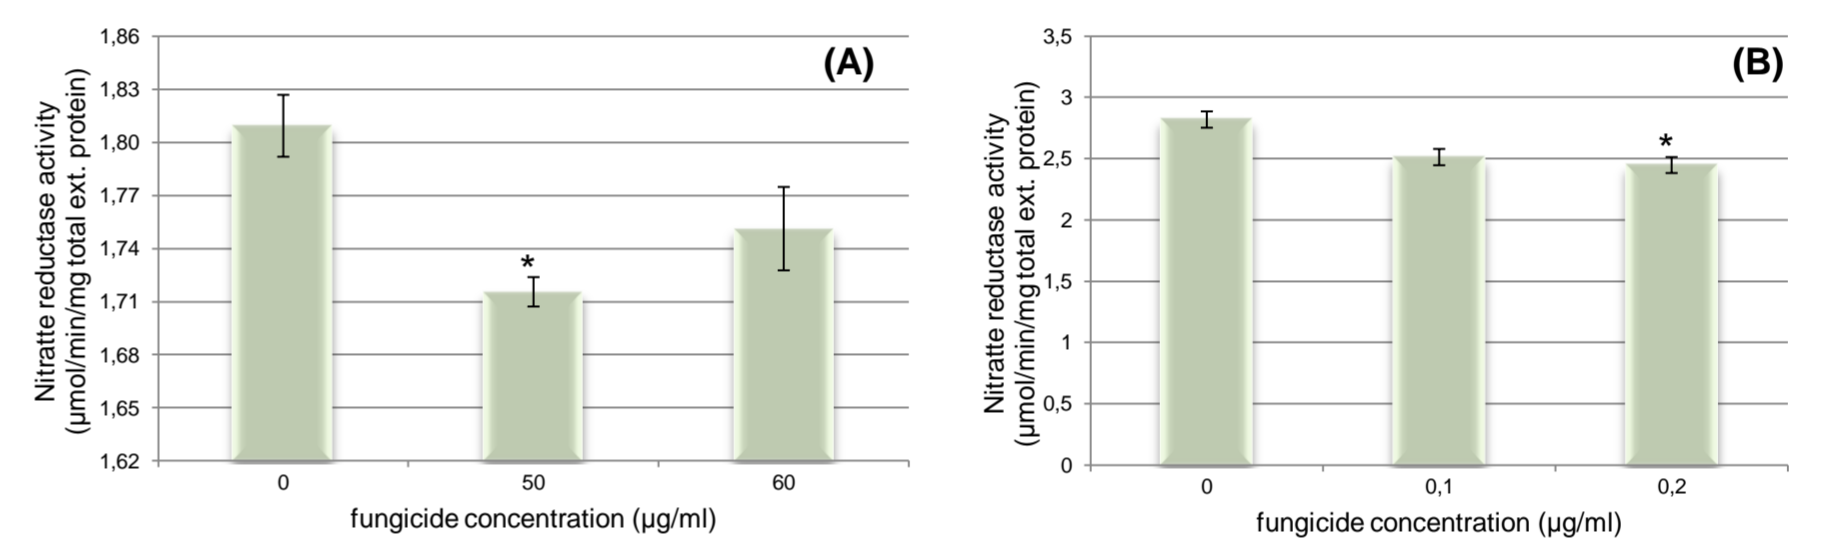 (A)
Nitratte reductase activity
(µmol/min/mg total ext. protein)
1,86
1,83
1,80
1,77
1,74
1,71
1,68
1,65
1,62
*
0 50 60
fungicide concentration (µg/ml)
(B)
Nitratte reductase activity
(µmol/min/mg total ext. protein)
3,5
3
2,5
2
1,5
1
0,5
0
*
0 0,1 0,2
fungicide concentration (µg/ml)